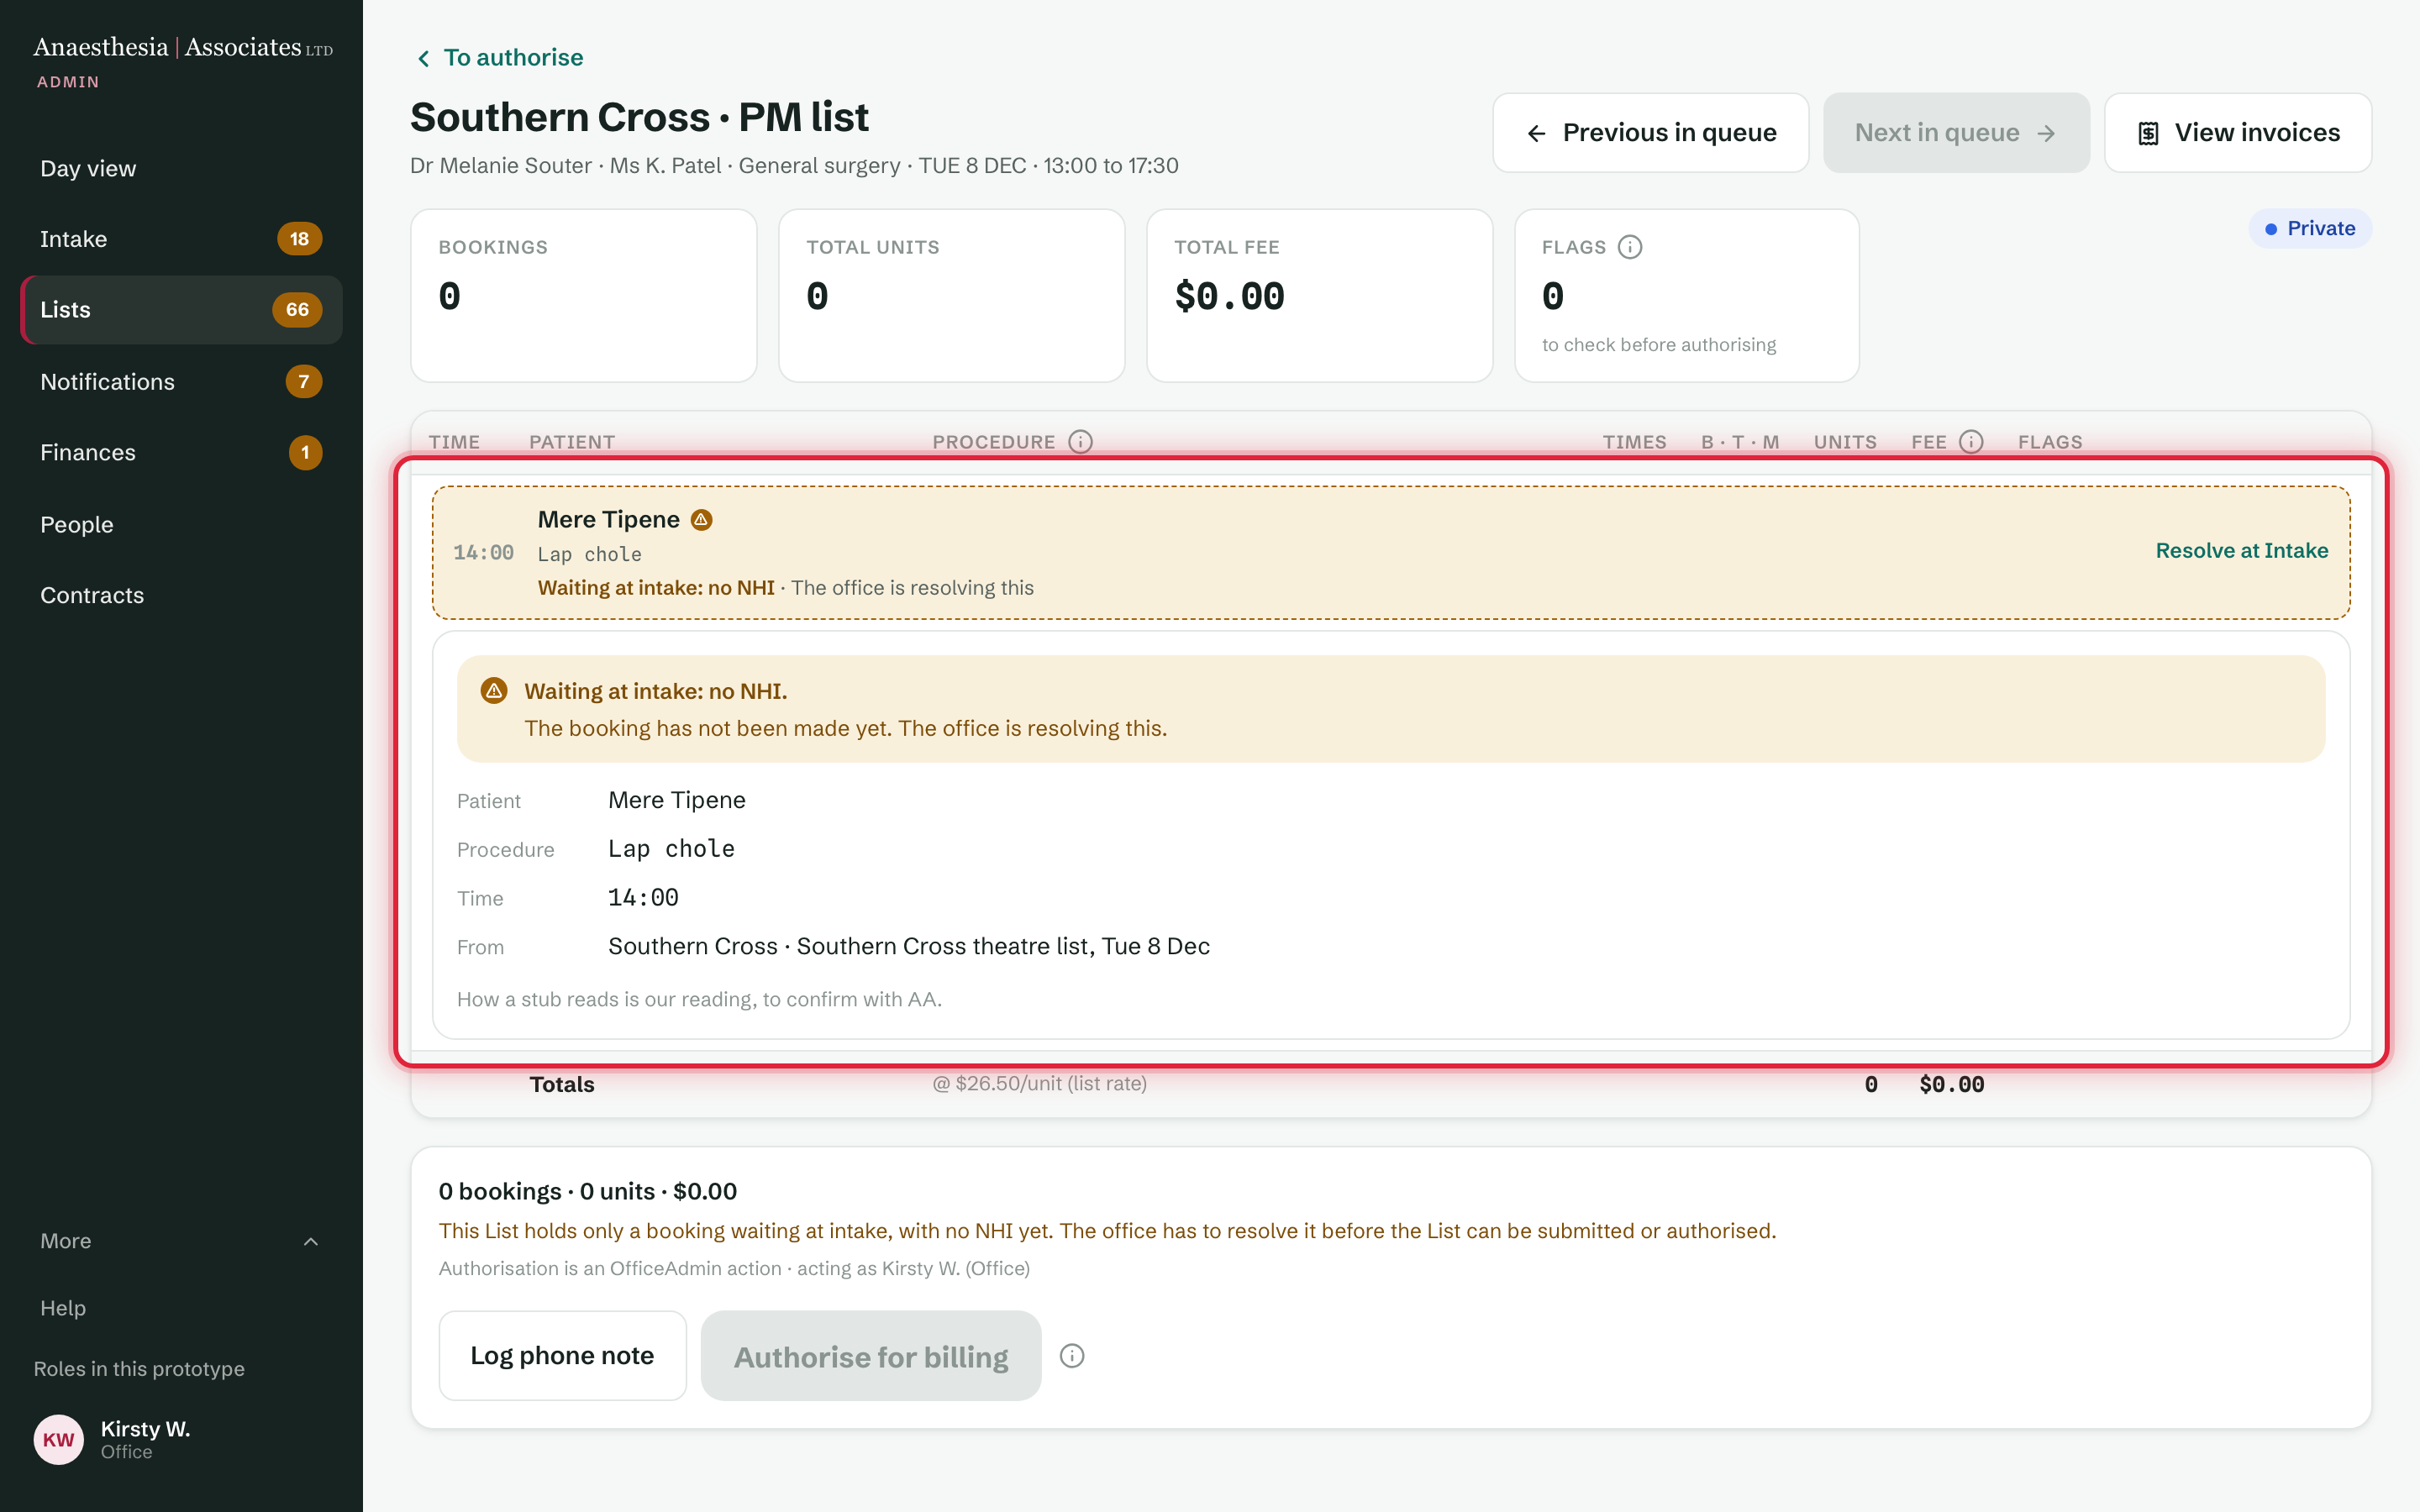 Anaesthesia | Associates LTD
ADMIN
Day view
Intake 18
Lists 66
Notifications 7
Finances 1
People
Contracts
More
Help
Roles in this prototype
KW
Kirsty W.
Office
To authorise
Southern Cross · PM list
Dr Melanie Souter · Ms K. Patel · General surgery · TUE 8 DEC · 13:00 to 17:30
Previous in queue
Next in queue
View invoices
BOOKINGS
0
TOTAL UNITS
0
TOTAL FEE
$0.00
FLAGS
0
to check before authorising
Private
TIME PATIENT PROCEDURE TIMES B · T · M UNITS FEE FLAGS
14:00
Mere Tipene
Lap chole
Waiting at intake: no NHI · The office is resolving this
Resolve at Intake
Waiting at intake: no NHI.
The booking has not been made yet. The office is resolving this.
Patient Mere Tipene
Procedure Lap chole
Time 14:00
From Southern Cross · Southern Cross theatre list, Tue 8 Dec
How a stub reads is our reading, to confirm with AA.
Totals @ $26.50/unit (list rate) 0 $0.00
0 bookings · 0 units · $0.00
This List holds only a booking waiting at intake, with no NHI yet. The office has to resolve it before the List can be submitted or authorised.
Authorisation is an OfficeAdmin action · acting as Kirsty W. (Office)
Log phone note
Authorise for billing